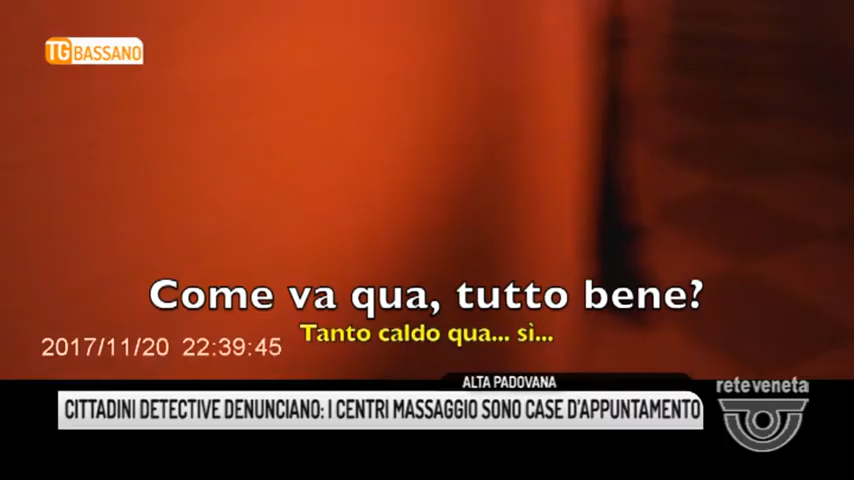 TG BASSANO
Come va qua, tutto bene?
Tanto caldo qua... sì...
2017/11/20 22:39:45
ALTA PADOVANA
reteveneta
CITTADINI DETECTIVE DENUNCIANO: I CENTRI MASSAGGIO SONO CASE D'APPUNTAMENTO